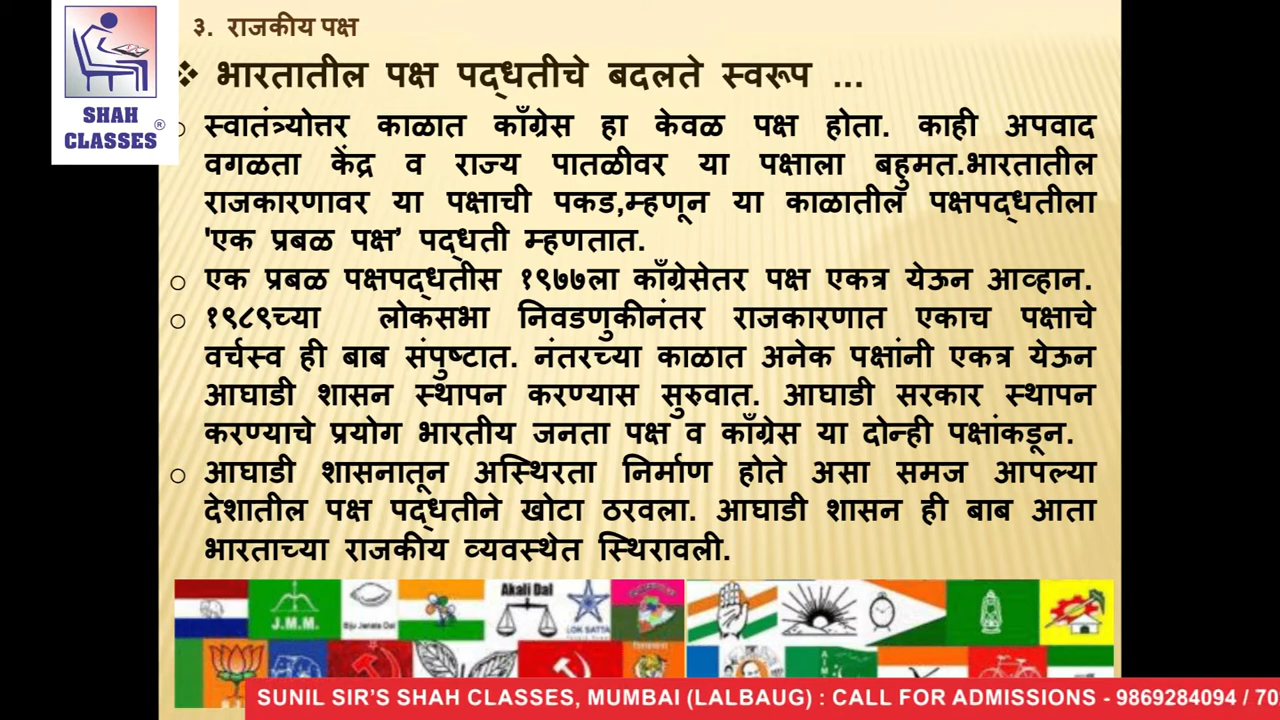 SHAH
CLASSES ®
३. राजकीय पक्ष
❖ भारतातील पक्ष पद्धतीचे बदलते स्वरूप ...
स्वातंत्र्योत्तर काळात काँग्रेस हा केवळ पक्ष होता. काही अपवाद
वगळता केंद्र व राज्य पातळीवर या पक्षाला बहुमत.भारतातील
राजकारणावर या पक्षाची पकड,म्हणून या काळातील पक्षपद्धतीला
'एक प्रबळ पक्ष’ पद्धती म्हणतात.
○ एक प्रबळ पक्षपद्धतीस १९७७ला काँग्रेसेतर पक्ष एकत्र येऊन आव्हान.
○ १९८९च्या लोकसभा निवडणुकीनंतर राजकारणात एकाच पक्षाचे
वर्चस्व ही बाब संपुष्टात. नंतरच्या काळात अनेक पक्षांनी एकत्र येऊन
आघाडी शासन स्थापन करण्यास सुरुवात. आघाडी सरकार स्थापन
करण्याचे प्रयोग भारतीय जनता पक्ष व काँग्रेस या दोन्ही पक्षांकडून.
○ आघाडी शासनातून अस्थिरता निर्माण होते असा समज आपल्या
देशातील पक्ष पद्धतीने खोटा ठरवला. आघाडी शासन ही बाब आता
भारताच्या राजकीय व्यवस्थेत स्थिरावली.
J.M.M.
Biju Janata Dal
Akali Dal
LOK SATTA
SUNIL SIR’S SHAH CLASSES, MUMBAI (LALBAUG) : CALL FOR ADMISSIONS - 9869284094 / 70